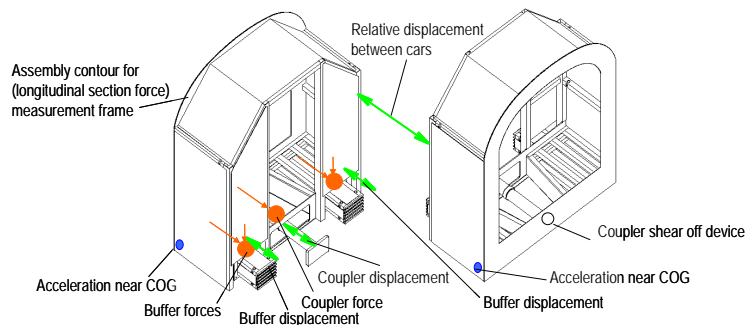 Relative displacement
between cars
Assembly contour for
(longitudinal section force)
measurement frame
Coupler shear off device
Coupler displacement
Acceleration near COG
Acceleration near COG
Buffer forces
Coupler force
Buffer displacement
Buffer displacement